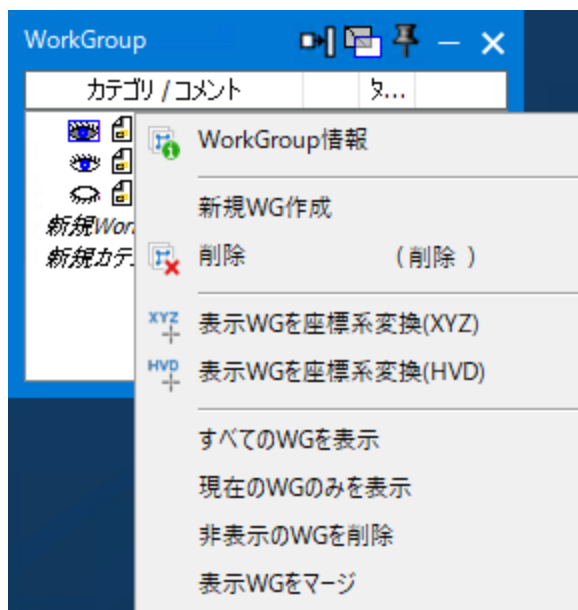 WorkGroup
カテゴリ / コメント
タ...
WorkGroup情報
新規Wor
新規カテ
新規WG作成
削除 ( 削除 )
XYZ 表示WGを座標系変換(XYZ)
HVD 表示WGを座標系変換(HVD)
すべてのWGを表示
現在のWGのみを表示
非表示のWGを削除
表示WGをマージ